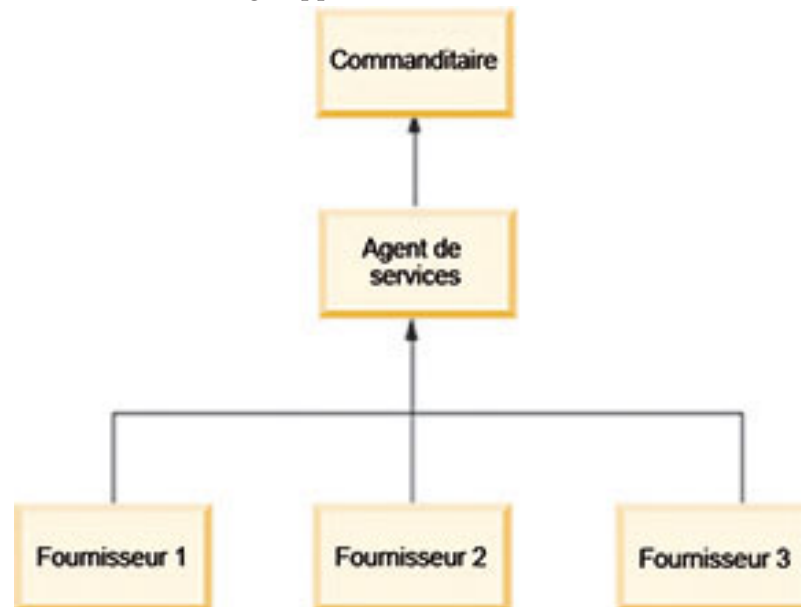 Commanditaire
Agent de
services
Fournisseur 1
Fournisseur 2
Fournisseur 3